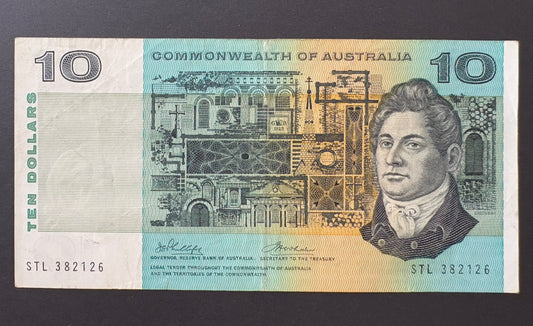 10
COMMONWEALTH OF AUSTRALIA
10
TEN DOLLARS
GOVERNOR, RESERVE BANK OF AUSTRALIA. SECRETARY TO THE TREASURY
LEGAL TENDER THROUGHOUT THE COMMONWEALTH OF AUSTRALIA
AND THE TERRITORIES OF THE COMMONWEALTH
STL 382126
STL 382126